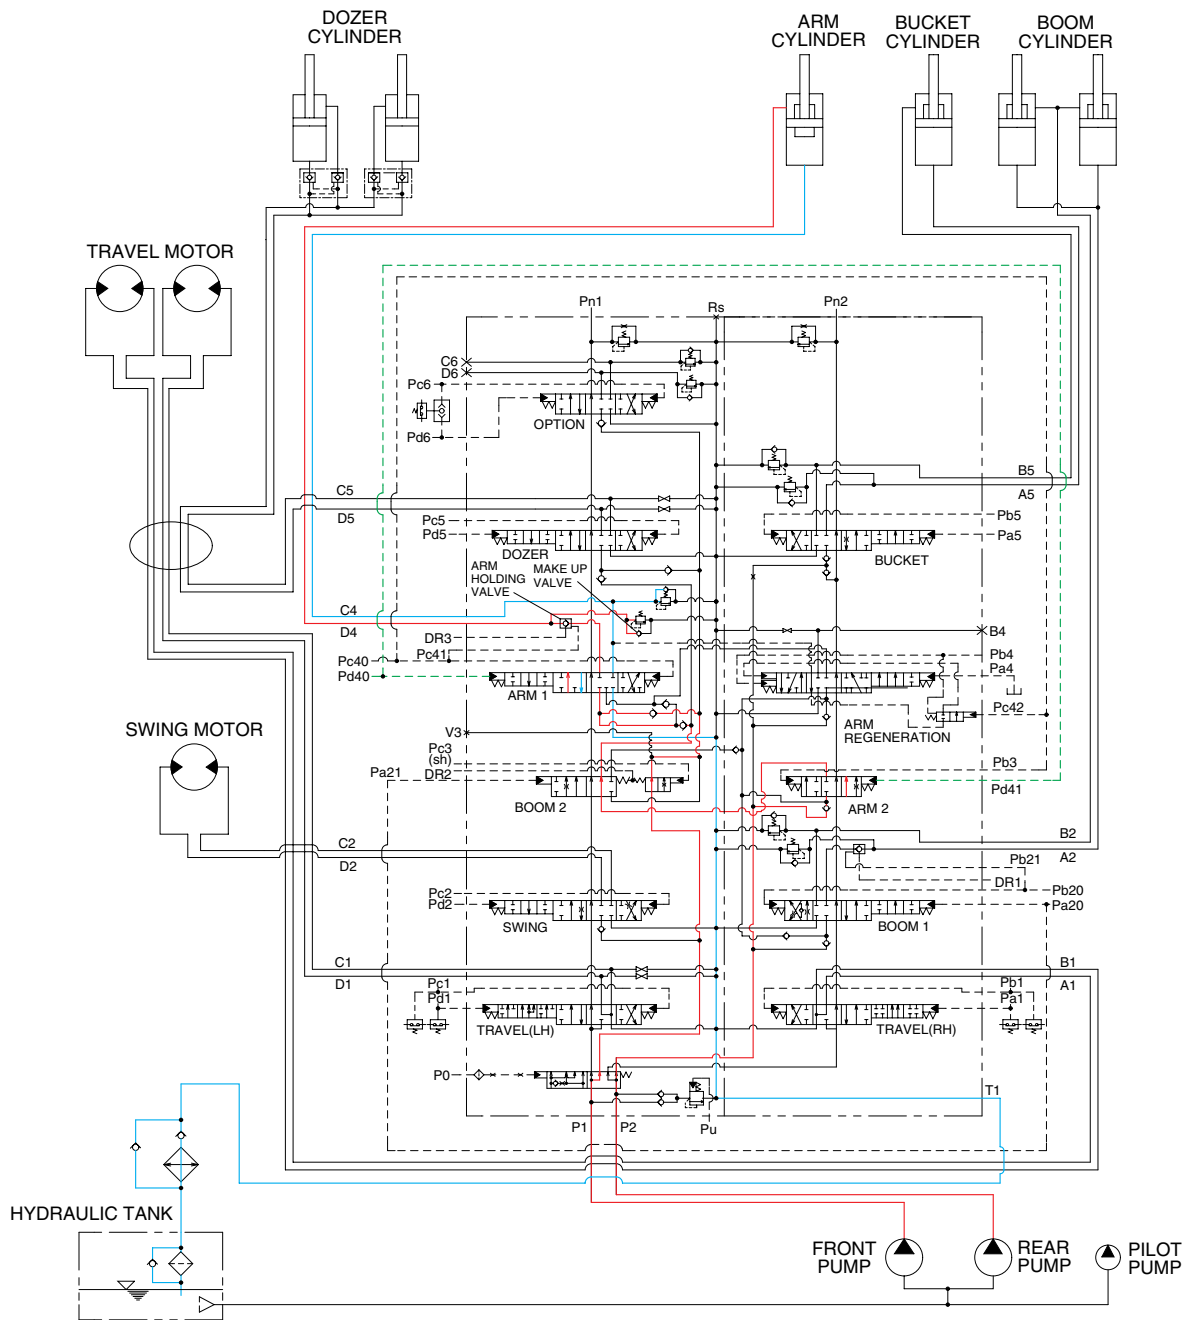 DOZER
CYLINDER
ARM
CYLINDER
BUCKET
CYLINDER
BOOM
CYLINDER
TRAVEL MOTOR
Pn1
Rs
Pn2
C6
D6
Pc6
Pd6
OPTION
B5
A5
C5
D5
Pc5
Pd5
DOZER
Pb5
Pa5
BUCKET
ARM
HOLDING
VALVE
MAKE UP
VALVE
C4
D4
DR3
Pc41
Pc40
Pd40
ARM 1
B4
Pb4
Pa4
Pc42
ARM
REGENERATION
SWING MOTOR
V3
Pc3
(sh)
DR2
Pa21
BOOM 2
Pb3
Pd41
ARM 2
C2
D2
B2
A2
Pb21
DR1
Pc2
Pd2
SWING
Pb20
Pa20
BOOM 1
C1
D1
B1
A1
Pc1
Pd1
TRAVEL(LH)
Pb1
Pa1
TRAVEL(RH)
P0
T1
P1
P2
Pu
HYDRAULIC TANK
FRONT
PUMP
REAR
PUMP
PILOT
PUMP